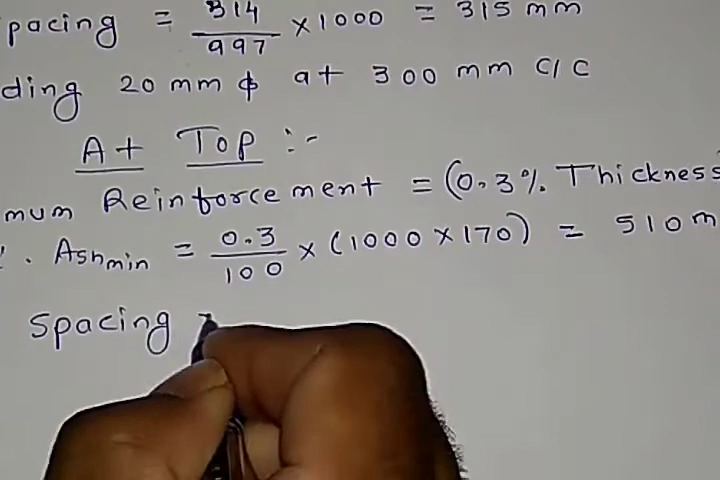 pacing = 314/997 ×1000 = 315 mm
ding 20 mm ϕ at 300 mm c/c
At Top :-
mum Reinforcement = (0.3% Thickness
∴ Ashmin = 0.3/100 × (1000 × 170) = 510 m
Spacing =